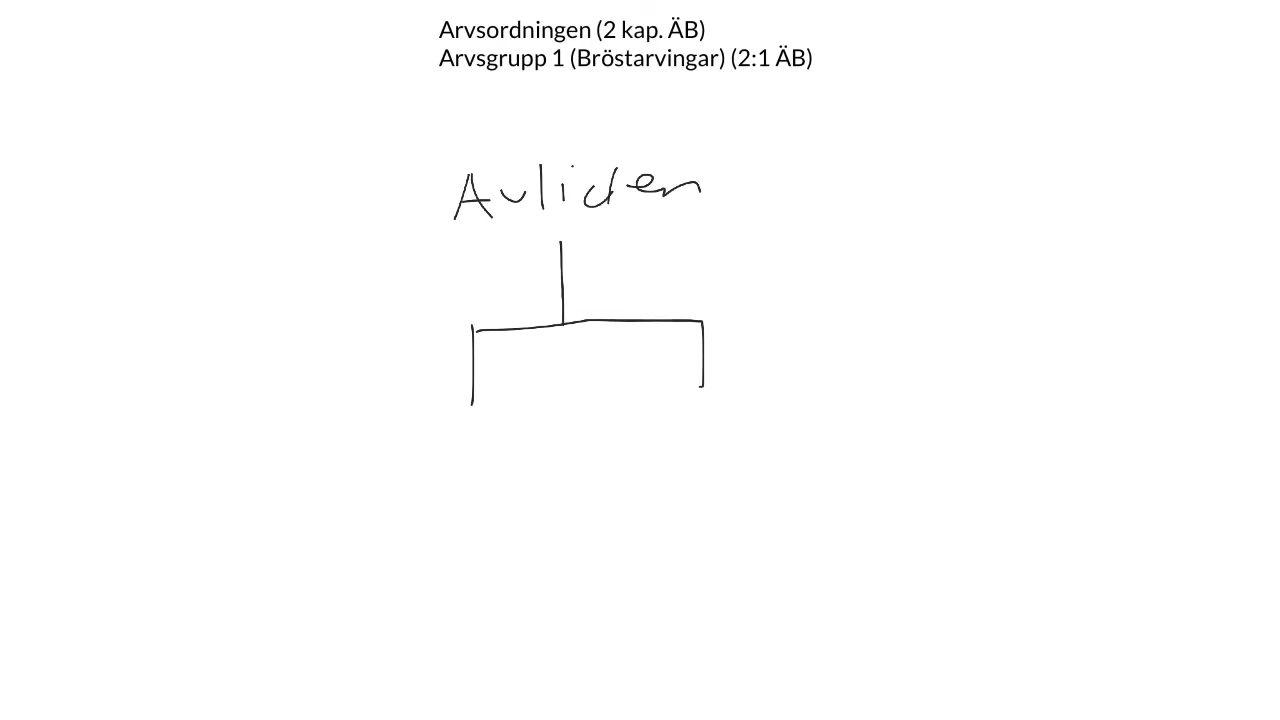 Arvsordningen (2 kap. ÄB)
Arvsgrupp 1 (Bröstarvingar) (2:1 ÄB)
Avliden